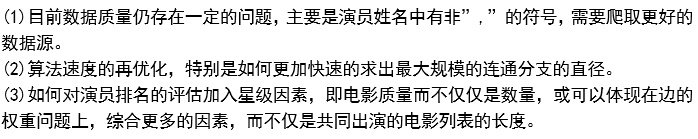 (1)目前数据质量仍存在一定的问题，主要是演员姓名中有非”,”的符号，需要爬取更好的
数据源。
(2)算法速度的再优化，特别是如何更加快速的求出最大规模的连通分支的直径。
(3)如何对演员排名的评估加入星级因素，即电影质量而不仅仅是数量，或可以体现在边的
权重问题上，综合更多的因素，而不仅是共同出演的电影列表的长度。